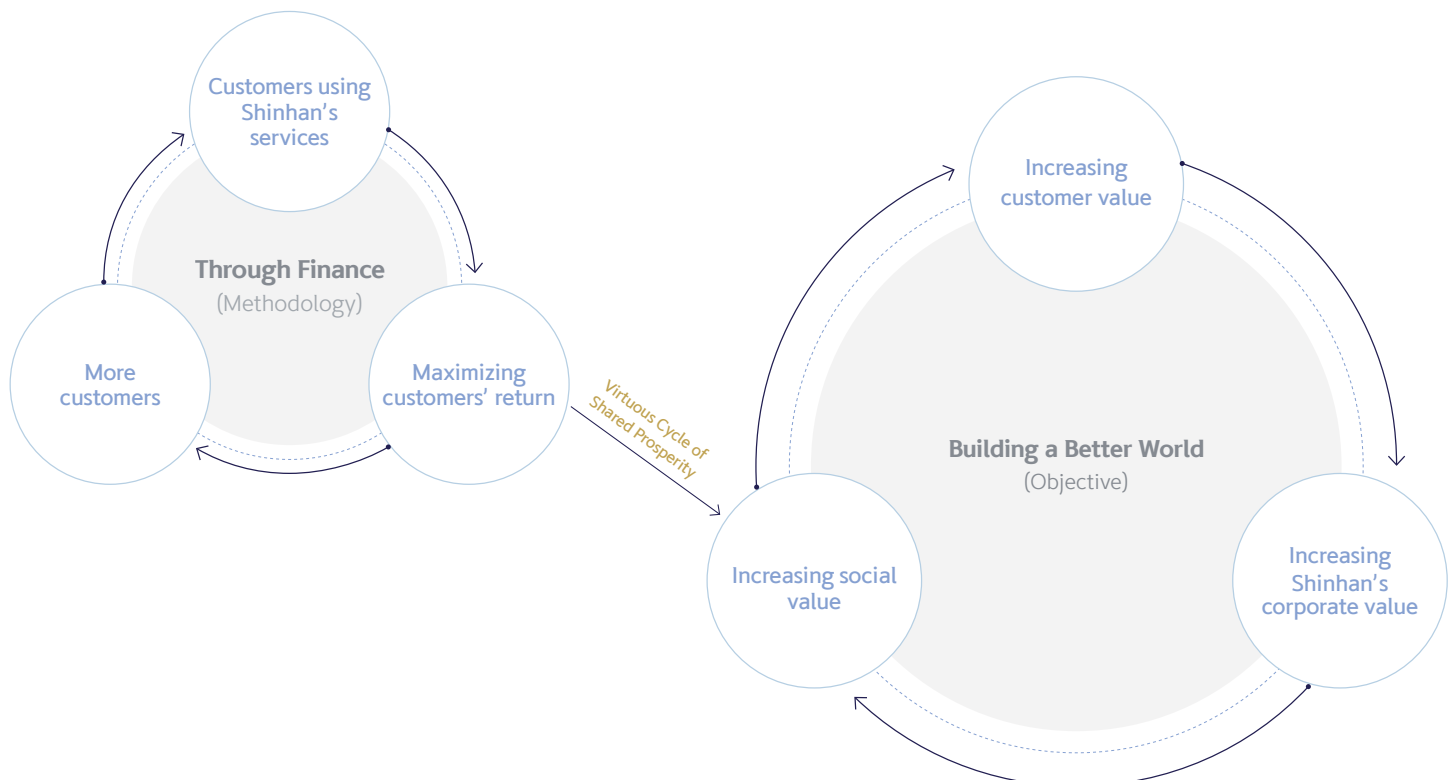 Customers using
Shinhan's
services
Through Finance
(Methodology)
More
customers
Maximizing
customers' return
Virtuous Cycle of
Shared Prosperity
Increasing
customer value
Building a Better World
(Objective)
Increasing social
value
Increasing
Shinhan's
corporate value